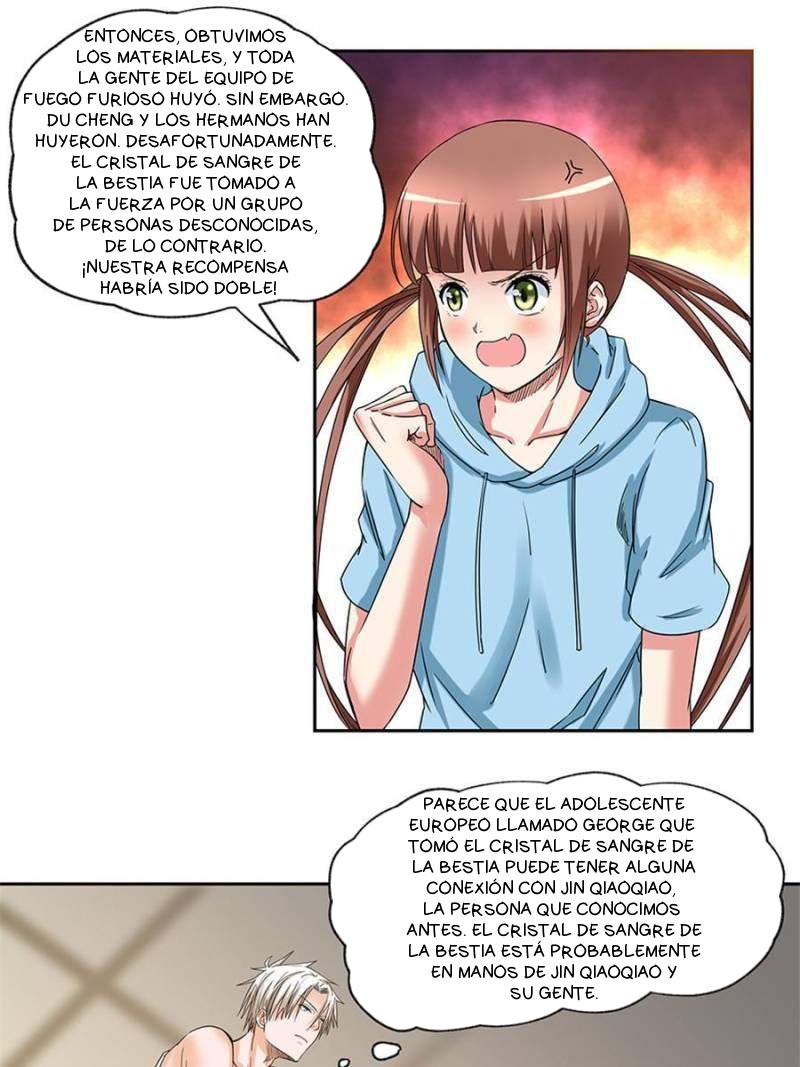 ENTONCES, OBTUVIMOS
LOS MATERIALES, Y TODA
LA GENTE DEL EQUIPO DE
FUEGO FURIOSO HUYÓ. SIN EMBARGO.
DU CHENG Y LOS HERMANOS HAN
HUYERON. DESAFORTUNADAMENTE.
EL CRISTAL DE SANGRE DE
LA BESTIA FUE TOMADO A
LA FUERZA POR UN GRUPO
DE PERSONAS DESCONOCIDAS,
DE LO CONTRARIO.
¡NUESTRA RECOMPENSA
HABRÍA SIDO DOBLE!
PARECE QUE EL ADOLESCENTE
EUROPEO LLAMADO GEORGE QUE
TOMÓ EL CRISTAL DE SANGRE DE
LA BESTIA PUEDE TENER ALGUNA
CONEXIÓN CON JIN QIAOQIAO,
LA PERSONA QUE CONOCIMOS
ANTES. EL CRISTAL DE SANGRE DE
LA BESTIA ESTÁ PROBABLEMENTE
EN MANOS DE JIN QIAOQIAO Y
SU GENTE.